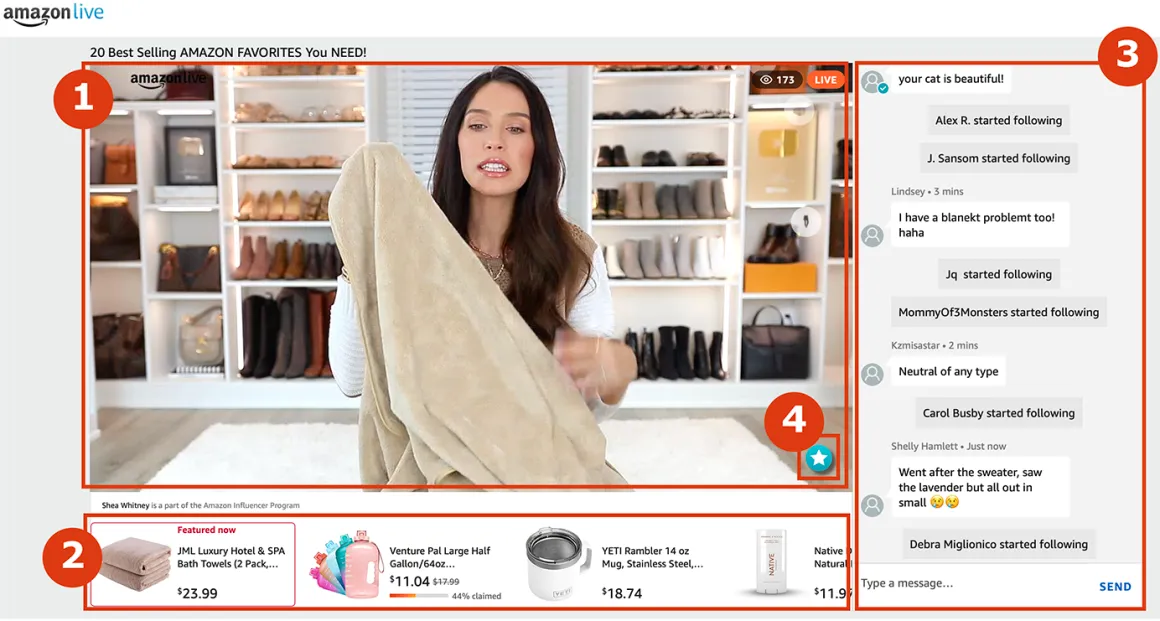 amazon live
20 Best Selling AMAZON FAVORITES You NEED!
1
amazon live
173
LIVE
4
Shea Whitney is a part of the Amazon Influencer Program
2
Featured now
JML Luxury Hotel & SPA
Bath Towels (2 Pack,...
$23.99
Venture Pal Large Half
Gallon/64oz...
$11.04 $17.99
44% claimed
YETI
YETI Rambler 14 oz
Mug, Stainless Steel,...
$18.74
NATIVE
Native D
Natural
$11.97
3
your cat is beautiful!
Alex R. started following
J. Sansom started following
Lindsey • 3 mins
I have a blanekt problemt too!
haha
Jq started following
MommyOf3Monsters started following
Kzmisastar • 2 mins
Neutral of any type
Carol Busby started following
Shelly Hamlett • Just now
Went after the sweater, saw
the lavender but all out in
small 😢😢
Debra Miglionico started following
Type a message...
SEND